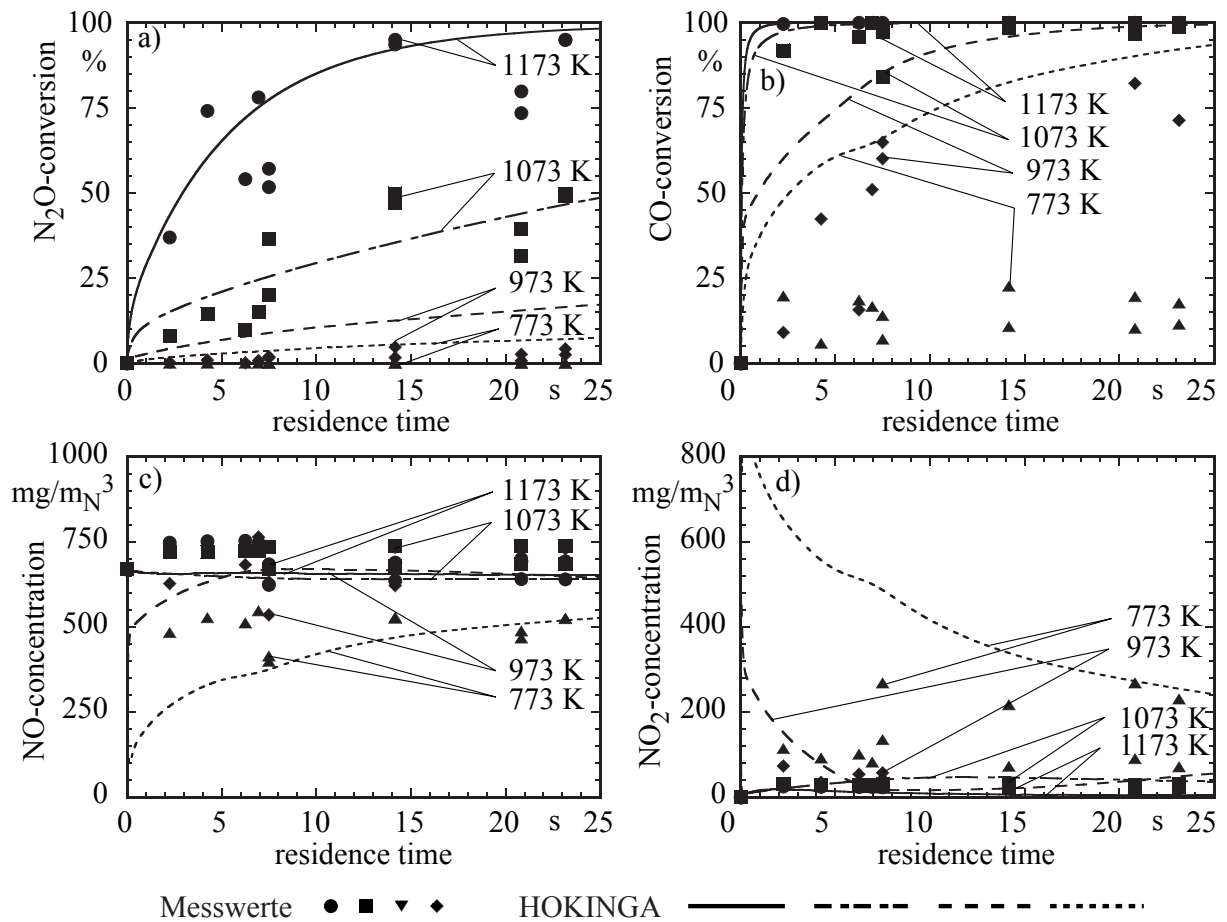 a)
N2O-conversion
100
%
75
50
25
0
1173 K
1073 K
973 K
773 K
0 5 10 15 20 s 25
residence time
b)
CO-conversion
100
%
75
50
25
0
1173 K
1073 K
973 K
773 K
0 5 10 15 20 s 25
residence time
c)
NO-concentration
1000
mg/mN3
750
500
250
0
1173 K
1073 K
973 K
773 K
0 5 10 15 20 s 25
residence time
d)
NO2-concentration
800
mg/mN3
600
400
200
0
773 K
973 K
1073 K
1173 K
0 5 10 15 20 s 25
residence time
Messwerte HOKINGA